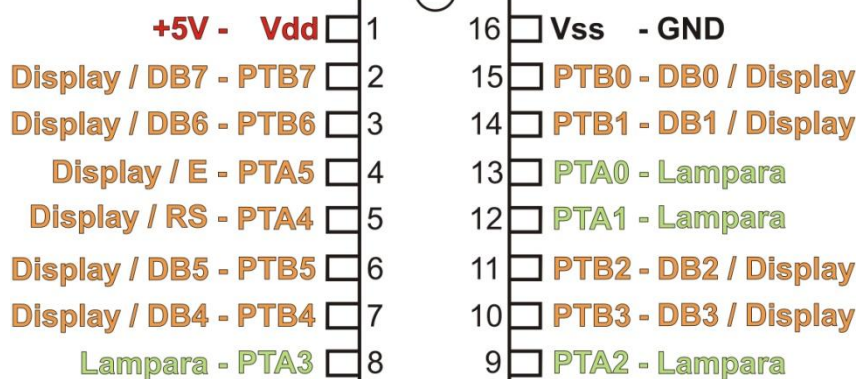 +5V - Vdd 1 16 Vss - GND
Display / DB7 - PTB7 2 15 PTB0 - DB0 / Display
Display / DB6 - PTB6 3 14 PTB1 - DB1 / Display
Display / E - PTA5 4 13 PTA0 - Lampara
Display / RS - PTA4 5 12 PTA1 - Lampara
Display / DB5 - PTB5 6 11 PTB2 - DB2 / Display
Display / DB4 - PTB4 7 10 PTB3 - DB3 / Display
Lampara - PTA3 8 9 PTA2 - Lampara